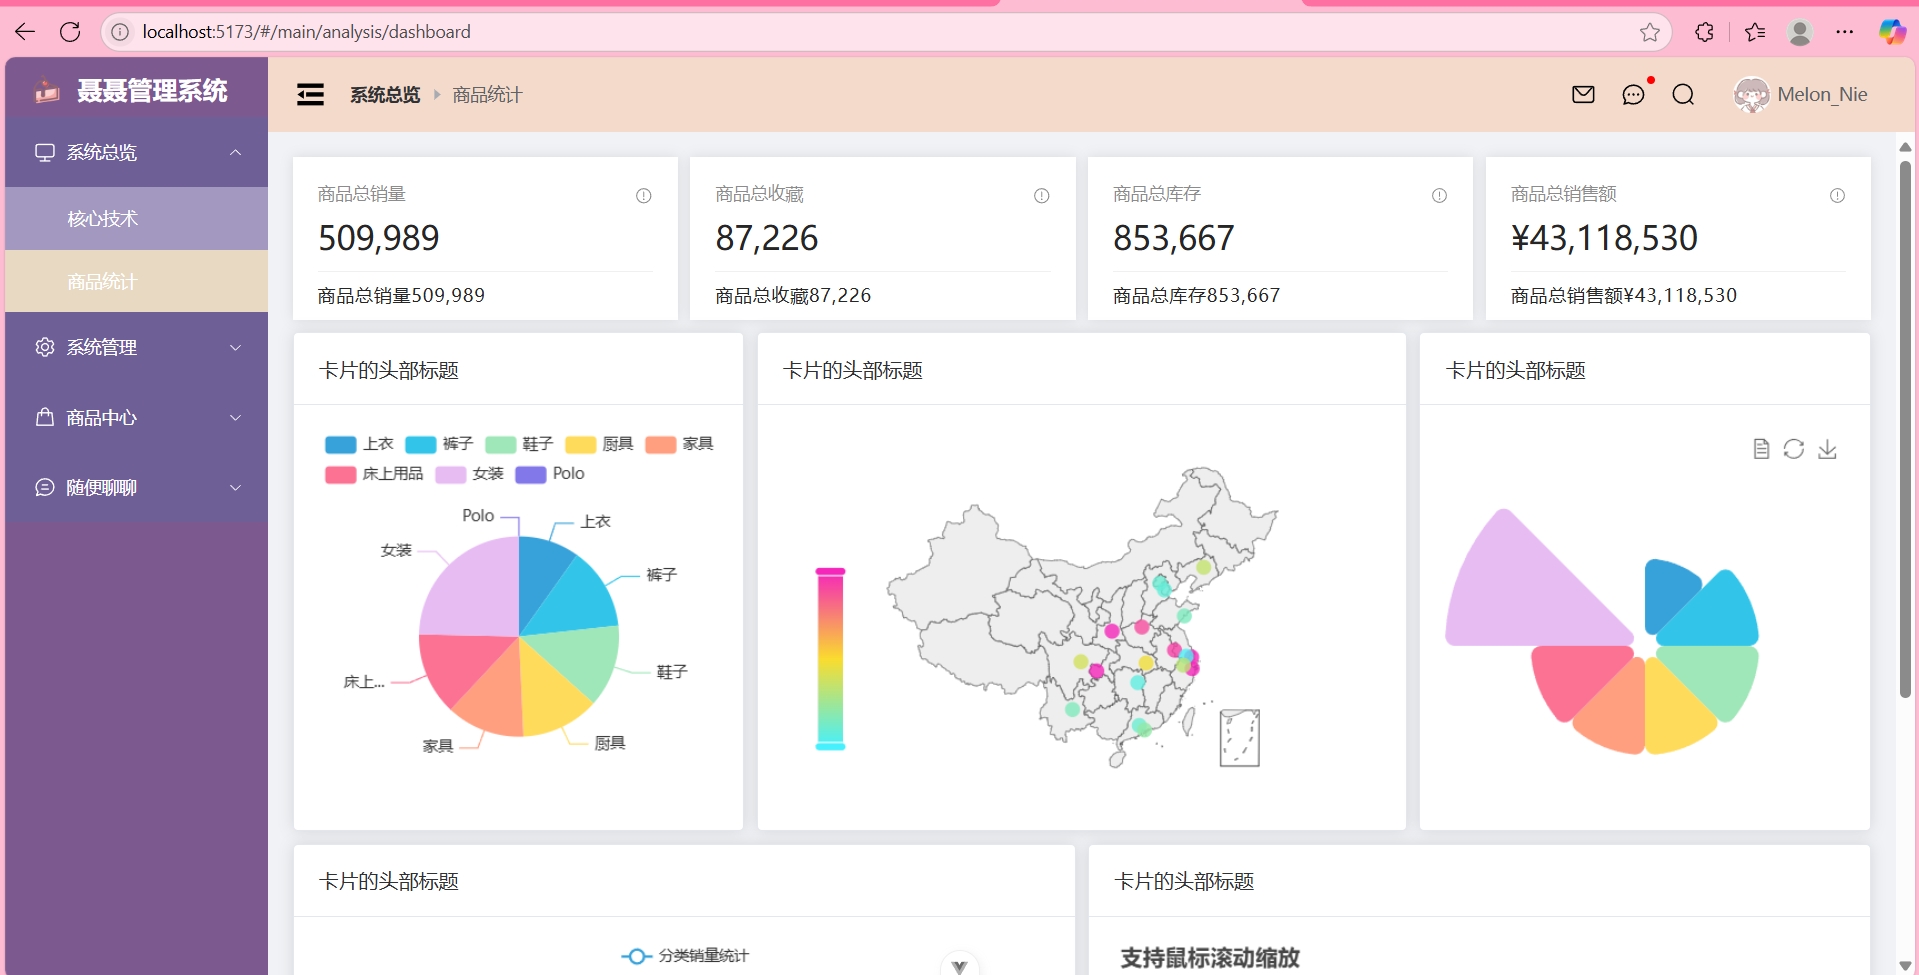 localhost:5173/#/main/analysis/dashboard
聂聂管理系统
系统总览
核心技术
商品统计
系统管理
商品中心
随便聊聊
系统总览 商品统计
Melon_Nie
商品总销量
509,989
商品总销量509,989
商品总收藏
87,226
商品总收藏87,226
商品总库存
853,667
商品总库存853,667
商品总销售额
¥43,118,530
商品总销售额¥43,118,530
卡片的头部标题
上衣 裤子 鞋子 厨具 家具
床上用品 女装 Polo
Polo
上衣
女装
裤子
鞋子
床上...
家具
厨具
卡片的头部标题
卡片的头部标题
卡片的头部标题
分类销量统计
卡片的头部标题
支持鼠标滚动缩放